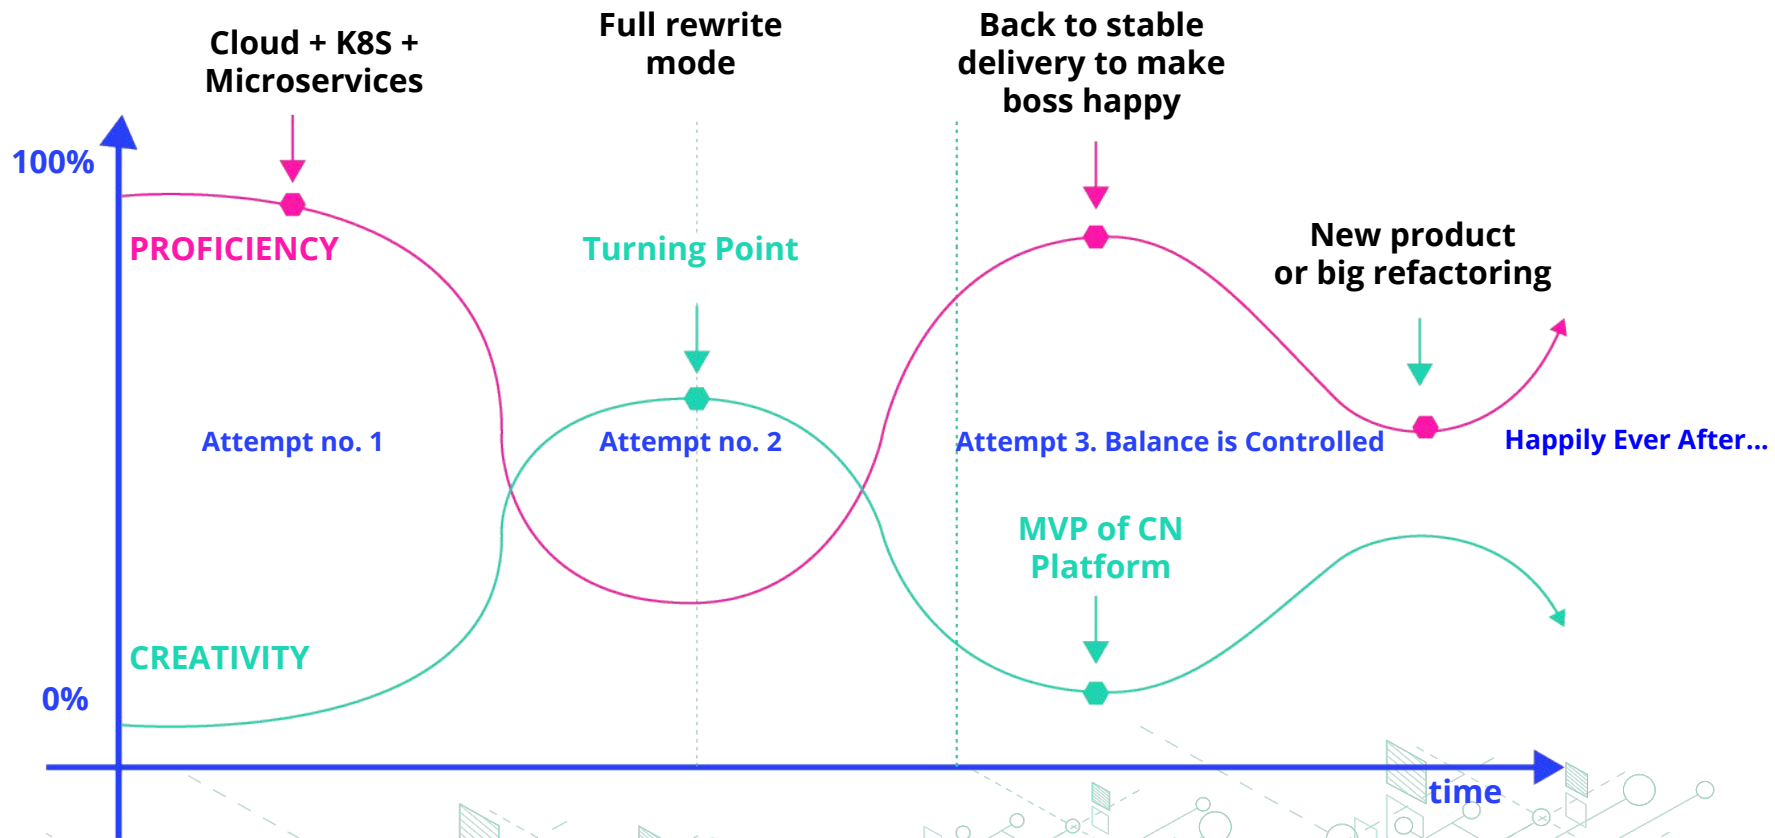 Cloud + K8S +
Microservices
Full rewrite
mode
Back to stable
delivery to make
boss happy
100%
PROFICIENCY
Turning Point
New product
or big refactoring
Attempt no. 1
Attempt no. 2
Attempt 3. Balance is Controlled
Happily Ever After...
MVP of CN
Platform
CREATIVITY
0%
time